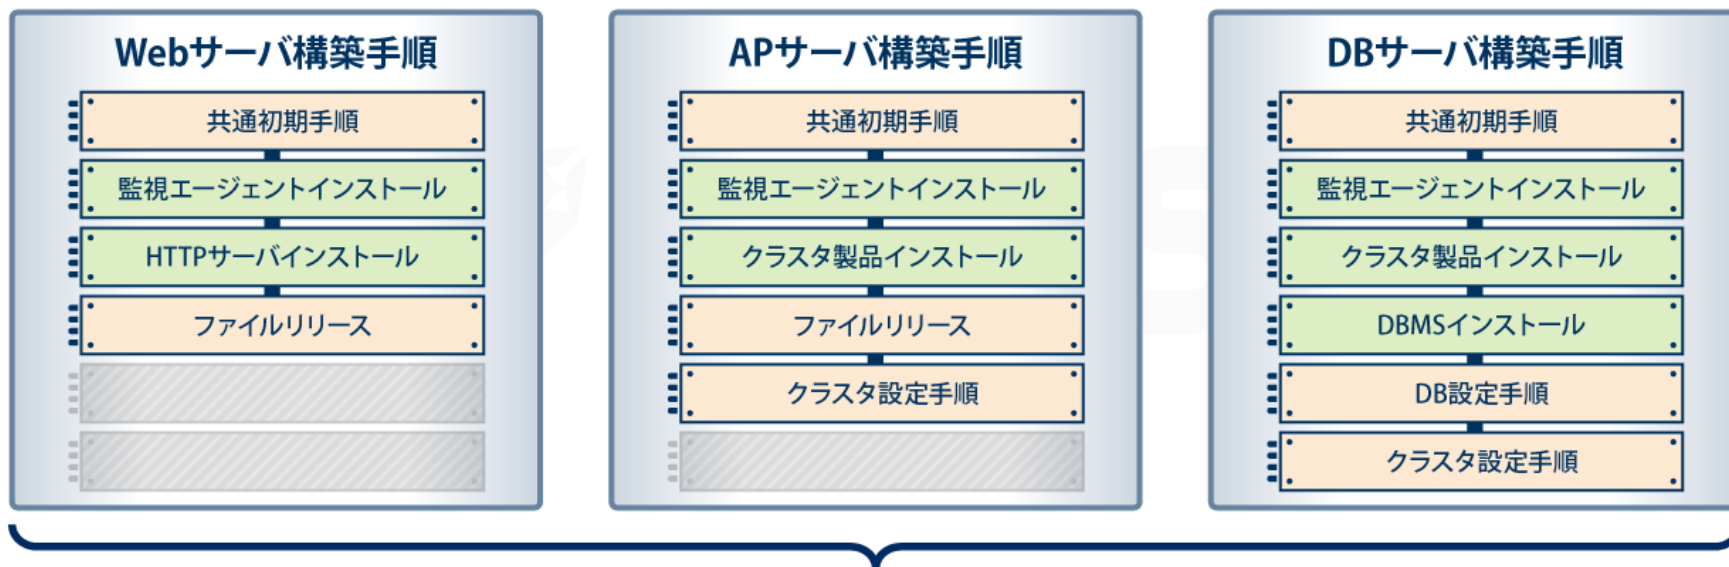 Webサーバ構築手順
共通初期手順
監視エージェントインストール
HTTPサーバインストール
ファイルリリース
APサーバ構築手順
共通初期手順
監視エージェントインストール
クラスタ製品インストール
ファイルリリース
クラスタ設定手順
DBサーバ構築手順
共通初期手順
監視エージェントインストール
クラスタ製品インストール
DBMSインストール
DB設定手順
クラスタ設定手順